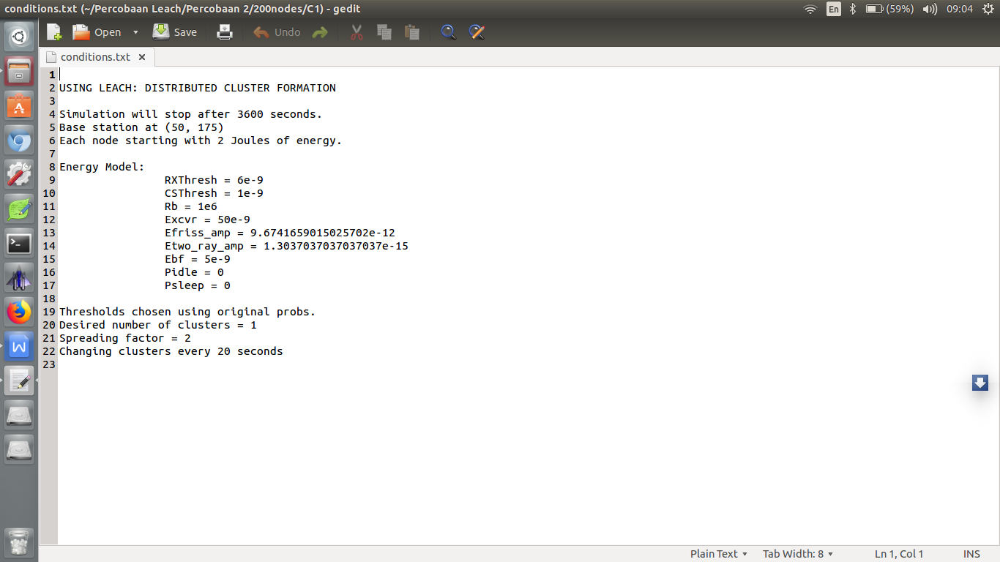 conditions.txt (~/Percobaan Leach/Percobaan 2/200nodes/C1) - gedit
En
(59%)
09:04
Open
Save
Undo
conditions.txt
1
2 USING LEACH: DISTRIBUTED CLUSTER FORMATION
3
4 Simulation will stop after 3600 seconds.
5 Base station at (50, 175)
6 Each node starting with 2 Joules of energy.
7
8 Energy Model:
9 RXThresh = 6e-9
10 CSThresh = 1e-9
11 Rb = 1e6
12 Excvr = 50e-9
13 Efriss_amp = 9.6741659015025702e-12
14 Etwo_ray_amp = 1.3037037037037037e-15
15 Ebf = 5e-9
16 Pidle = 0
17 Psleep = 0
18
19 Thresholds chosen using original probs.
20 Desired number of clusters = 1
21 Spreading factor = 2
22 Changing clusters every 20 seconds
23
Plain Text
Tab Width: 8
Ln 1, Col 1
INS